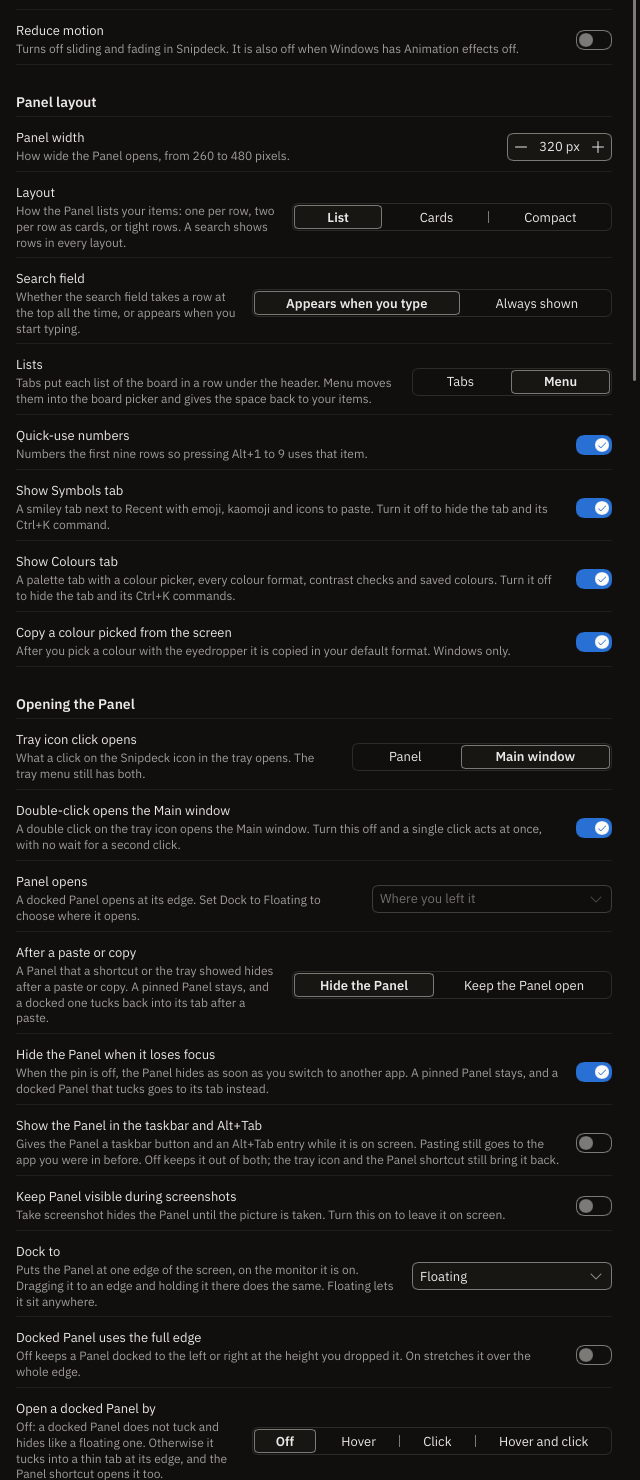 Reduce motion
Turns off sliding and fading in Snipdeck. It is also off when Windows has Animation effects off.
Panel layout
Panel width
How wide the Panel opens, from 260 to 480 pixels.
320 px
Layout
How the Panel lists your items: one per row, two
per row as cards, or tight rows. A search shows
rows in every layout.
List
Cards
Compact
Search field
Whether the search field takes a row at
the top all the time, or appears when you
start typing.
Appears when you type
Always shown
Lists
Tabs put each list of the board in a row under the header. Menu moves
them into the board picker and gives the space back to your items.
Tabs
Menu
Quick-use numbers
Numbers the first nine rows so pressing Alt+1 to 9 uses that item.
Show Symbols tab
A smiley tab next to Recent with emoji, kaomoji and icons to paste. Turn it off to hide the tab and its
Ctrl+K command.
Show Colours tab
A palette tab with a colour picker, every colour format, contrast checks and saved colours. Turn it off
to hide the tab and its Ctrl+K commands.
Copy a colour picked from the screen
After you pick a colour with the eyedropper it is copied in your default format. Windows only.
Opening the Panel
Tray icon click opens
What a click on the Snipdeck icon in the tray opens. The
tray menu still has both.
Panel
Main window
Double-click opens the Main window
A double click on the tray icon opens the Main window. Turn this off and a single click acts at once,
with no wait for a second click.
Panel opens
A docked Panel opens at its edge. Set Dock to Floating to
choose where it opens.
Where you left it
After a paste or copy
A Panel that a shortcut or the tray showed hides
after a paste or copy. A pinned Panel stays, and
a docked one tucks back into its tab after a
paste.
Hide the Panel
Keep the Panel open
Hide the Panel when it loses focus
When the pin is off, the Panel hides as soon as you switch to another app. A pinned Panel stays, and a
docked Panel that tucks goes to its tab instead.
Show the Panel in the taskbar and Alt+Tab
Gives the Panel a taskbar button and an Alt+Tab entry while it is on screen. Pasting still goes to the
app you were in before. Off keeps it out of both; the tray icon and the Panel shortcut still bring it back.
Keep Panel visible during screenshots
Take screenshot hides the Panel until the picture is taken. Turn this on to leave it on screen.
Dock to
Puts the Panel at one edge of the screen, on the monitor it is on.
Dragging it to an edge and holding it there does the same. Floating lets
it sit anywhere.
Floating
Docked Panel uses the full edge
Off keeps a Panel docked to the left or right at the height you dropped it. On stretches it over the
whole edge.
Open a docked Panel by
Off: a docked Panel does not tuck and
hides like a floating one. Otherwise it
tucks into a thin tab at its edge, and the
Panel shortcut opens it too.
Off
Hover
Click
Hover and click